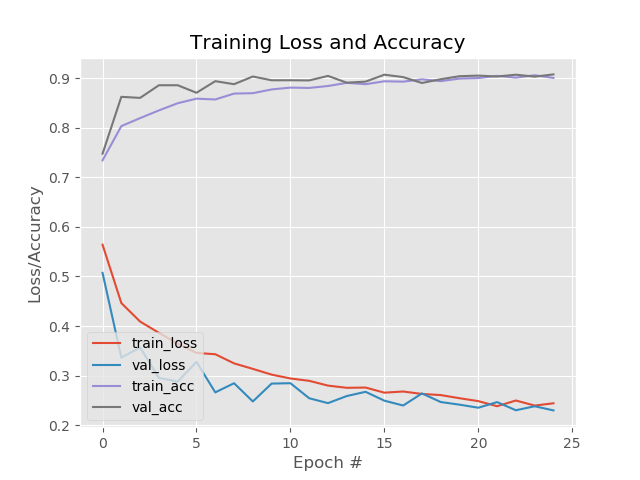 Training Loss and Accuracy
Loss/Accuracy
0.9
0.8
0.7
0.6
0.5
0.4
0.3
0.2
train_loss
val_loss
train_acc
val_acc
0 5 10 15 20 25
Epoch #